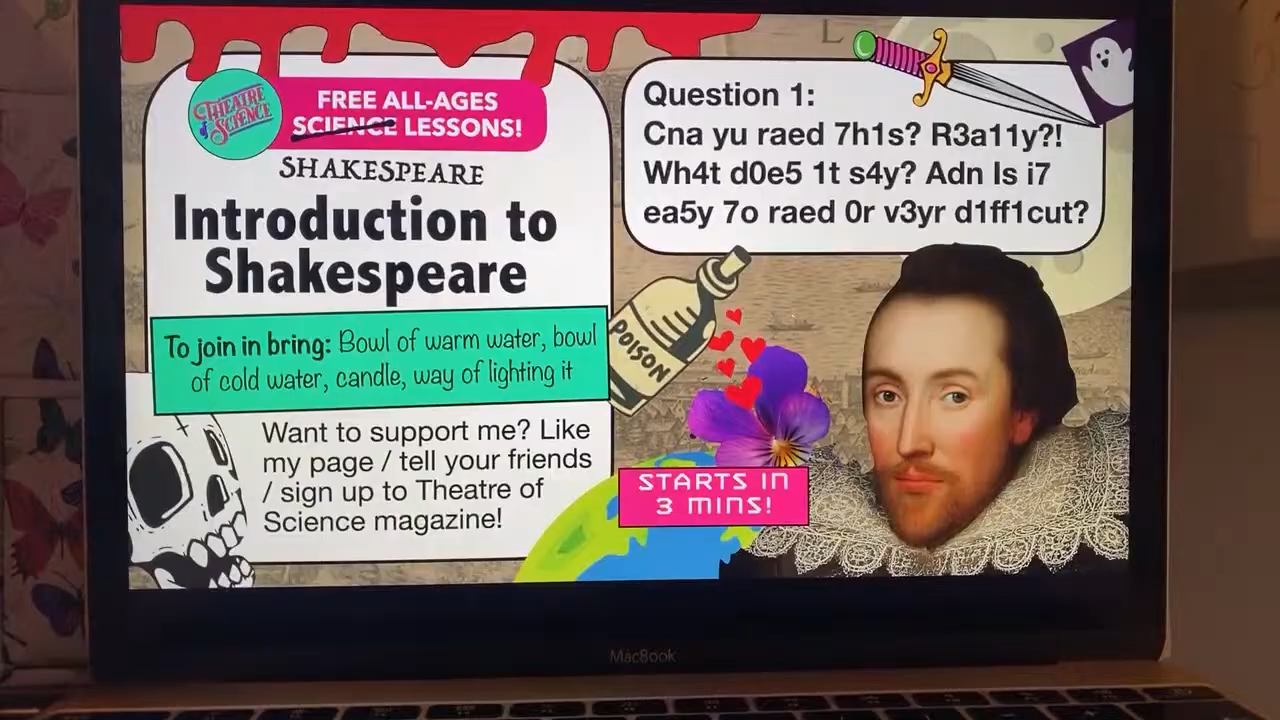 THEATRE
of
SCIENCE
FREE ALL-AGES
SCIENCE LESSONS!
SHAKESPEARE
Introduction to
Shakespeare
To join in bring: Bowl of warm water, bowl
of cold water, candle, way of lighting it
Want to support me? Like
my page / tell your friends
/ sign up to Theatre of
Science magazine!
Question 1:
Cna yu raed 7h1s? R3a11y?!
Wh4t d0e5 1t s4y? Adn Is i7
ea5y 7o raed 0r v3yr d1ff1cut?
POISON
STARTS IN
3 MINS!
MacBook